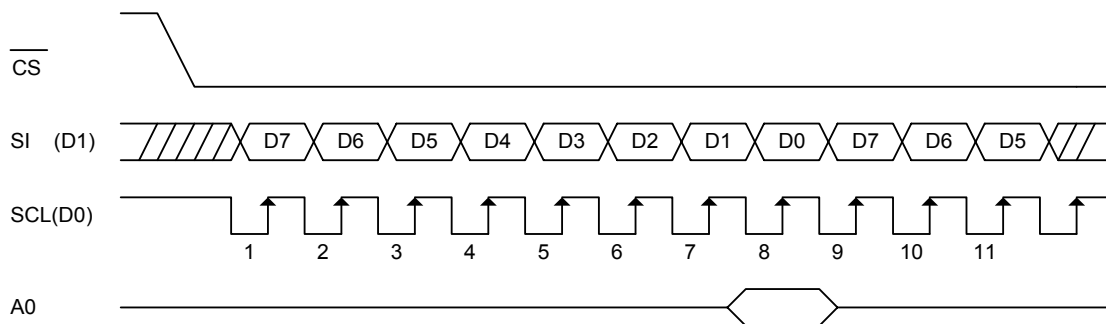 CS
SI (D1) D7 D6 D5 D4 D3 D2 D1 D0 D7 D6 D5
SCL(D0)
1 2 3 4 5 6 7 8 9 10 11
A0